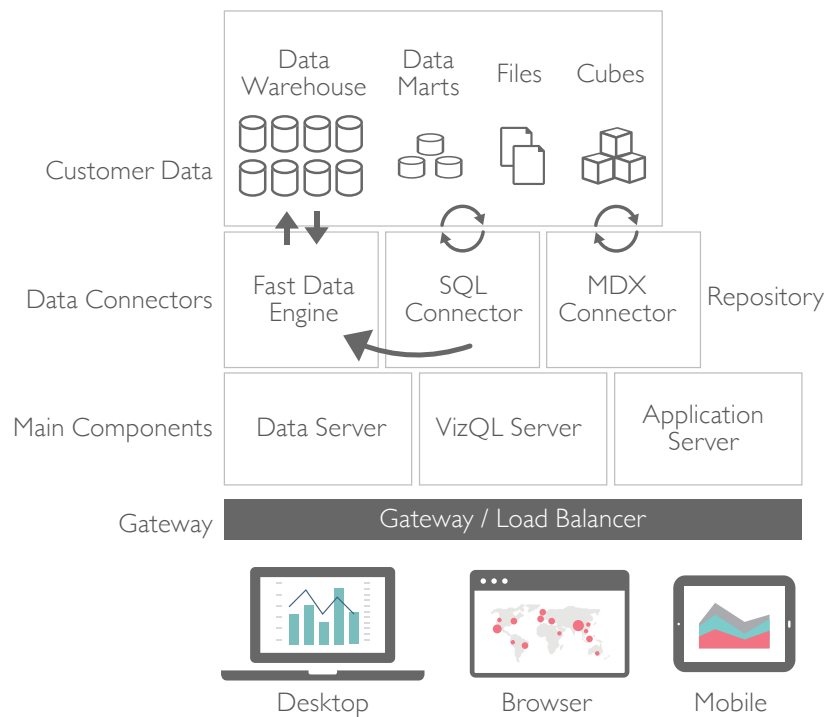 Data
Warehouse
Data
Marts
Files
Cubes
Customer Data
Data Connectors
Fast Data
Engine
SQL
Connector
MDX
Connector
Repository
Main Components
Data Server
VizQL Server
Application
Server
Gateway
Gateway / Load Balancer
Desktop
Browser
Mobile